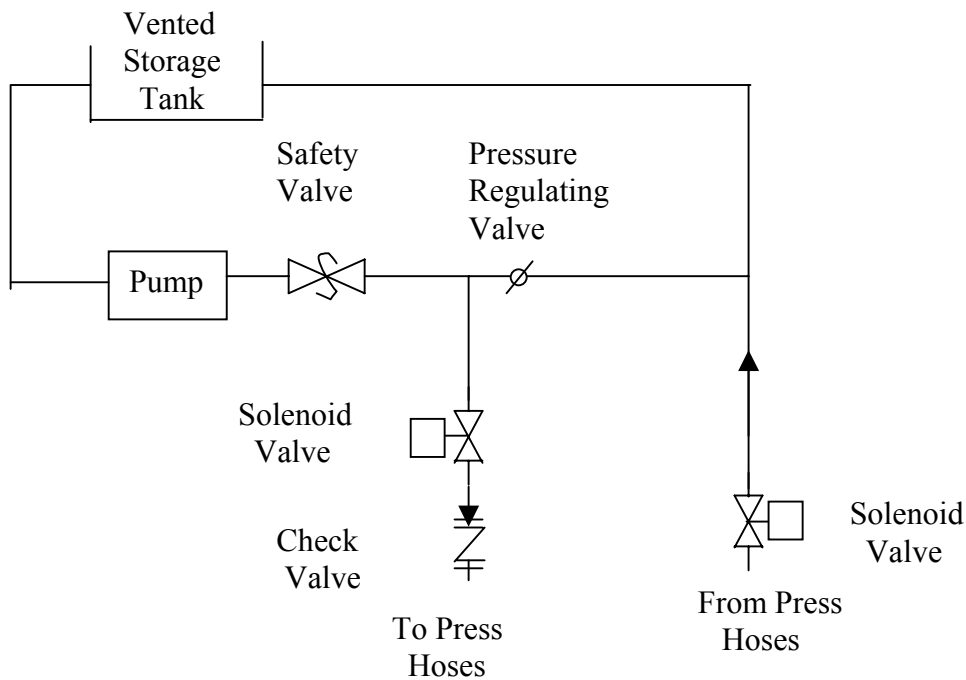 Vented
Storage
Tank
Safety
Valve
Pressure
Regulating
Valve
Pump
Solenoid
Valve
Solenoid
Valve
Check
Valve
From Press
Hoses
To Press
Hoses